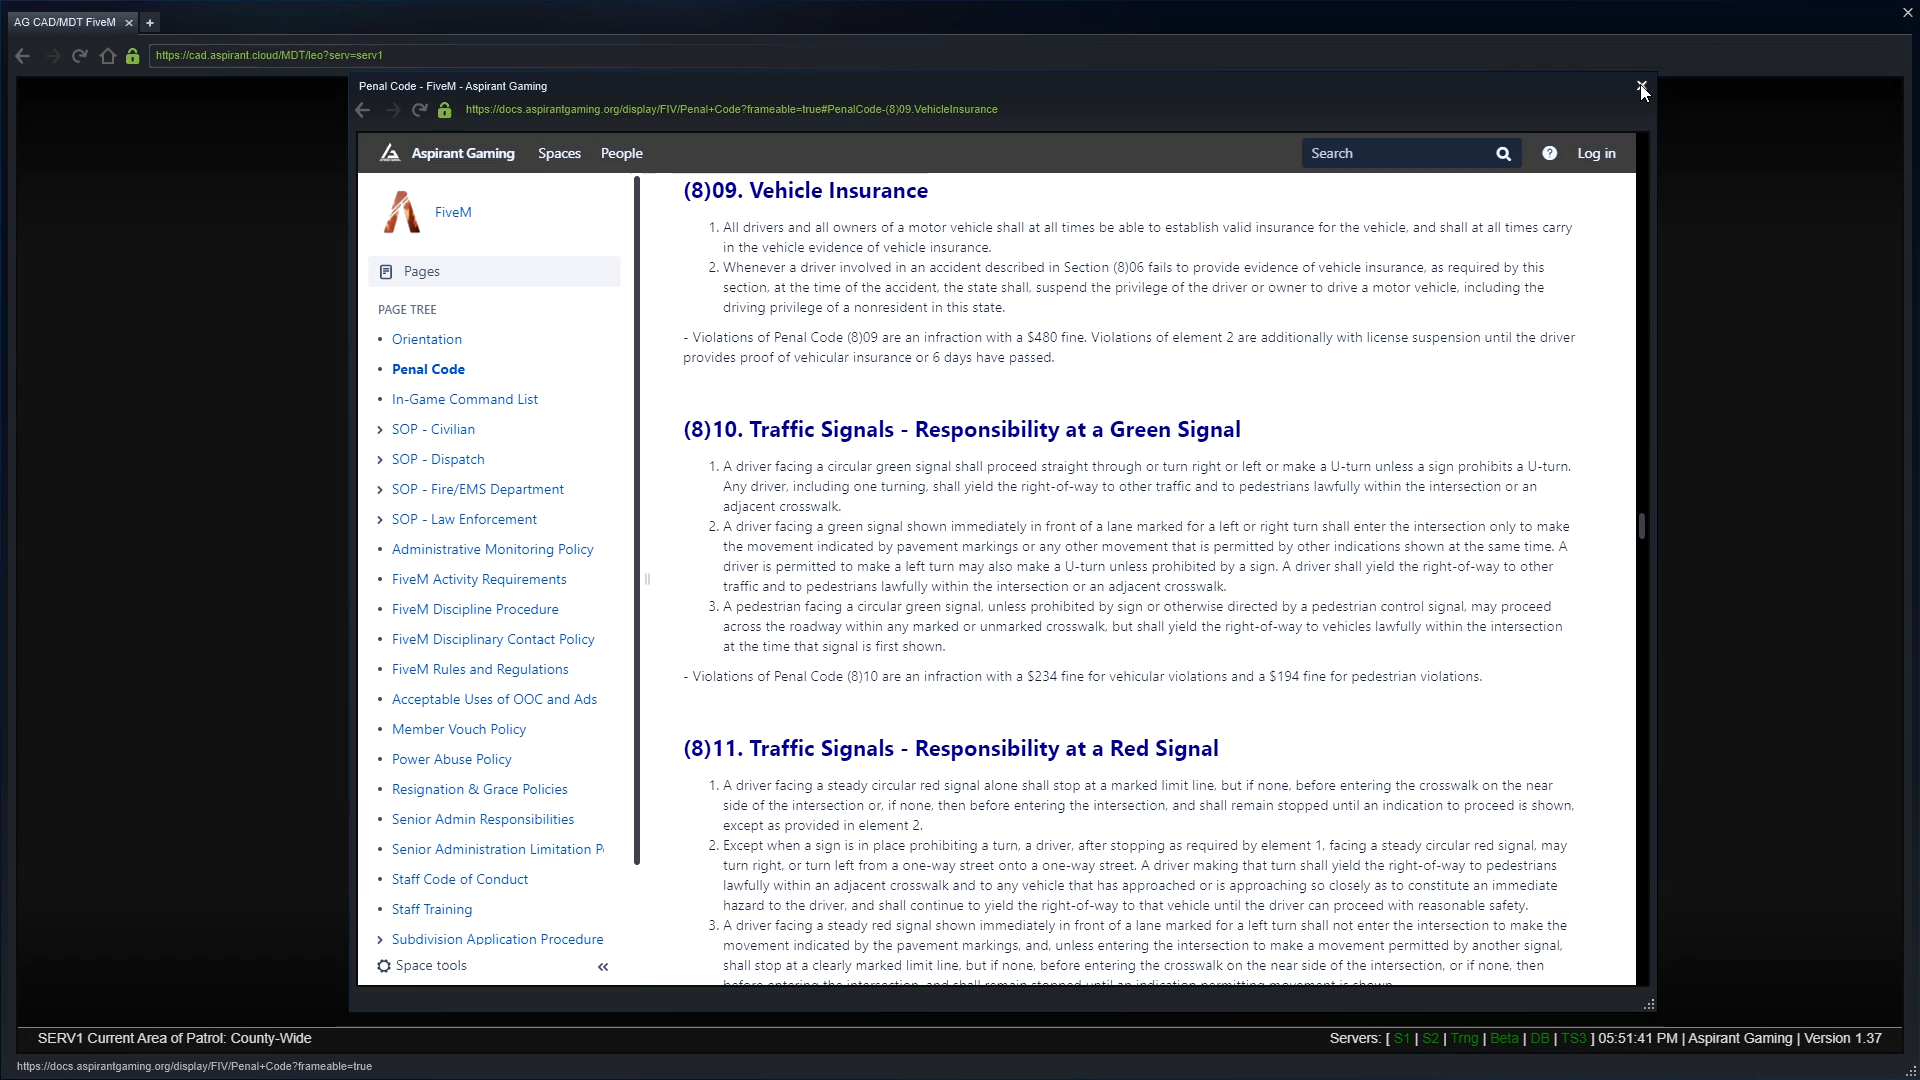 AG CAD/MDT FiveM
https://cad.aspirant.cloud/MDT/leo?serv=serv1
Penal Code - FiveM - Aspirant Gaming
https://docs.aspirantgaming.org/display/FIV/Penal+Code?frameable=true#PenalCode-(8)09.VehicleInsurance
Aspirant Gaming Spaces People Search Log in
FiveM
Pages
PAGE TREE
• Orientation
• Penal Code
• In-Game Command List
SOP - Civilian
SOP - Dispatch
SOP - Fire/EMS Department
SOP - Law Enforcement
• Administrative Monitoring Policy
• FiveM Activity Requirements
• FiveM Discipline Procedure
• FiveM Disciplinary Contact Policy
• FiveM Rules and Regulations
• Acceptable Uses of OOC and Ads
• Member Vouch Policy
• Power Abuse Policy
• Resignation & Grace Policies
• Senior Admin Responsibilities
• Senior Administration Limitation P
• Staff Code of Conduct
• Staff Training
Subdivision Application Procedure
Space tools
(8)09. Vehicle Insurance
1. All drivers and all owners of a motor vehicle shall at all times be able to establish valid insurance for the vehicle, and shall at all times carry
in the vehicle evidence of vehicle insurance.
2. Whenever a driver involved in an accident described in Section (8)06 fails to provide evidence of vehicle insurance, as required by this
section, at the time of the accident, the state shall, suspend the privilege of the driver or owner to drive a motor vehicle, including the
driving privilege of a nonresident in this state.
- Violations of Penal Code (8)09 are an infraction with a $480 fine. Violations of element 2 are additionally with license suspension until the driver
provides proof of vehicular insurance or 6 days have passed.
(8)10. Traffic Signals - Responsibility at a Green Signal
1. A driver facing a circular green signal shall proceed straight through or turn right or left or make a U-turn unless a sign prohibits a U-turn.
Any driver, including one turning, shall yield the right-of-way to other traffic and to pedestrians lawfully within the intersection or an
adjacent crosswalk.
2. A driver facing a green signal shown immediately in front of a lane marked for a left or right turn shall enter the intersection only to make
the movement indicated by pavement markings or any other movement that is permitted by other indications shown at the same time. A
driver is permitted to make a left turn may also make a U-turn unless prohibited by a sign. A driver shall yield the right-of-way to other
traffic and to pedestrians lawfully within the intersection or an adjacent crosswalk.
3. A pedestrian facing a circular green signal, unless prohibited by sign or otherwise directed by a pedestrian control signal, may proceed
across the roadway within any marked or unmarked crosswalk, but shall yield the right-of-way to vehicles lawfully within the intersection
at the time that signal is first shown.
- Violations of Penal Code (8)10 are an infraction with a $234 fine for vehicular violations and a $194 fine for pedestrian violations.
(8)11. Traffic Signals - Responsibility at a Red Signal
1. A driver facing a steady circular red signal alone shall stop at a marked limit line, but if none, before entering the crosswalk on the near
side of the intersection or, if none, then before entering the intersection, and shall remain stopped until an indication to proceed is shown,
except as provided in element 2.
2. Except when a sign is in place prohibiting a turn, a driver, after stopping as required by element 1, facing a steady circular red signal, may
turn right, or turn left from a one-way street onto a one-way street. A driver making that turn shall yield the right-of-way to pedestrians
lawfully within an adjacent crosswalk and to any vehicle that has approached or is approaching so closely as to constitute an immediate
hazard to the driver, and shall continue to yield the right-of-way to that vehicle until the driver can proceed with reasonable safety.
3. A driver facing a steady red signal shown immediately in front of a lane marked for a left turn shall not enter the intersection to make the
movement indicated by the pavement markings, and, unless entering the intersection to make a movement permitted by another signal,
shall stop at a clearly marked limit line, but if none, before entering the crosswalk on the near side of the intersection, or if none, then
before entering the intersection, and shall remain stopped until an indication permitting movement is shown.
SERV1 Current Area of Patrol: County-Wide
Servers: [ S1 | S2 | Trng | Beta | DB | TS3 ] 05:51:41 PM | Aspirant Gaming | Version 1.37
https://docs.aspirantgaming.org/display/FIV/Penal+Code?frameable=true